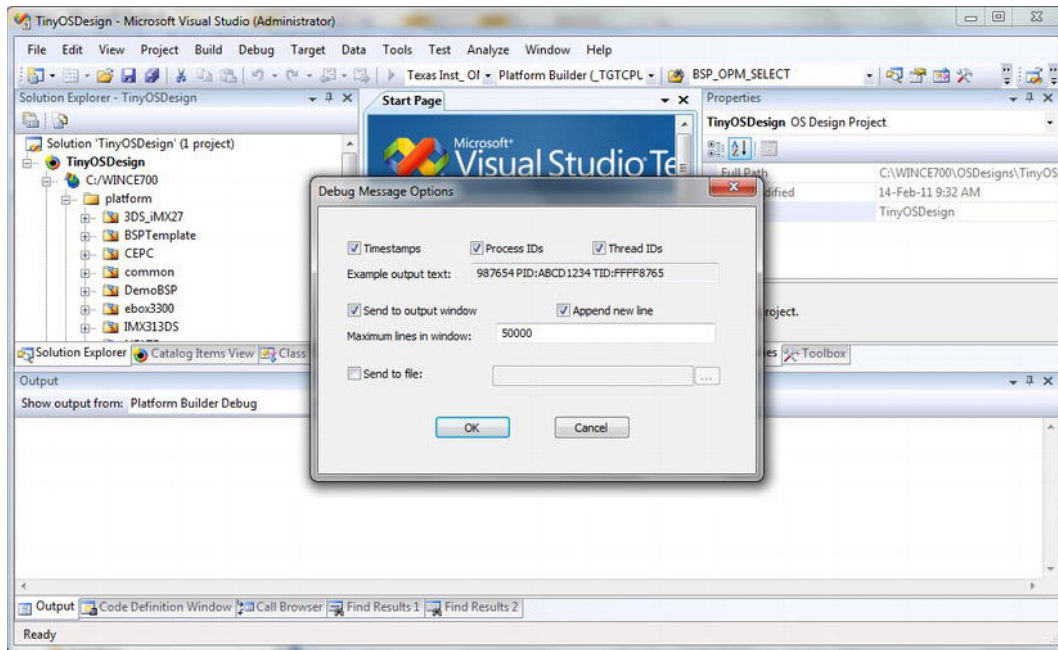 TinyOSDesign - Microsoft Visual Studio (Administrator)
File Edit View Project Build Debug Target Data Tools Test Analyze Window Help
Texas Inst_ OI Platform Builder (_TGTCPL BSP_OPM_SELECT
Solution Explorer - TinyOSDesign
Solution 'TinyOSDesign' (1 project)
TinyOSDesign
C:/WINCE700
platform
3DS_iMX27
BSPTemplate
CEPC
common
DemoBSP
ebox3300
IMX313DS
Solution Explorer Catalog Items View Class
Start Page
Microsoft®
Visual Studio Te
Properties
TinyOSDesign OS Design Project
Full Path C:\WINCE700\OSDesigns\TinyOS
dified 14-Feb-11 9:32 AM
TinyOSDesign
roject.
es Toolbox
Debug Message Options
Timestamps Process IDs Thread IDs
Example output text: 987654 PID:ABCD1234 TID:FFFF8765
Send to output window Append new line
Maximum lines in window: 50000
Send to file: ...
OK Cancel
Output
Show output from: Platform Builder Debug
Output Code Definition Window Call Browser Find Results 1 Find Results 2
Ready